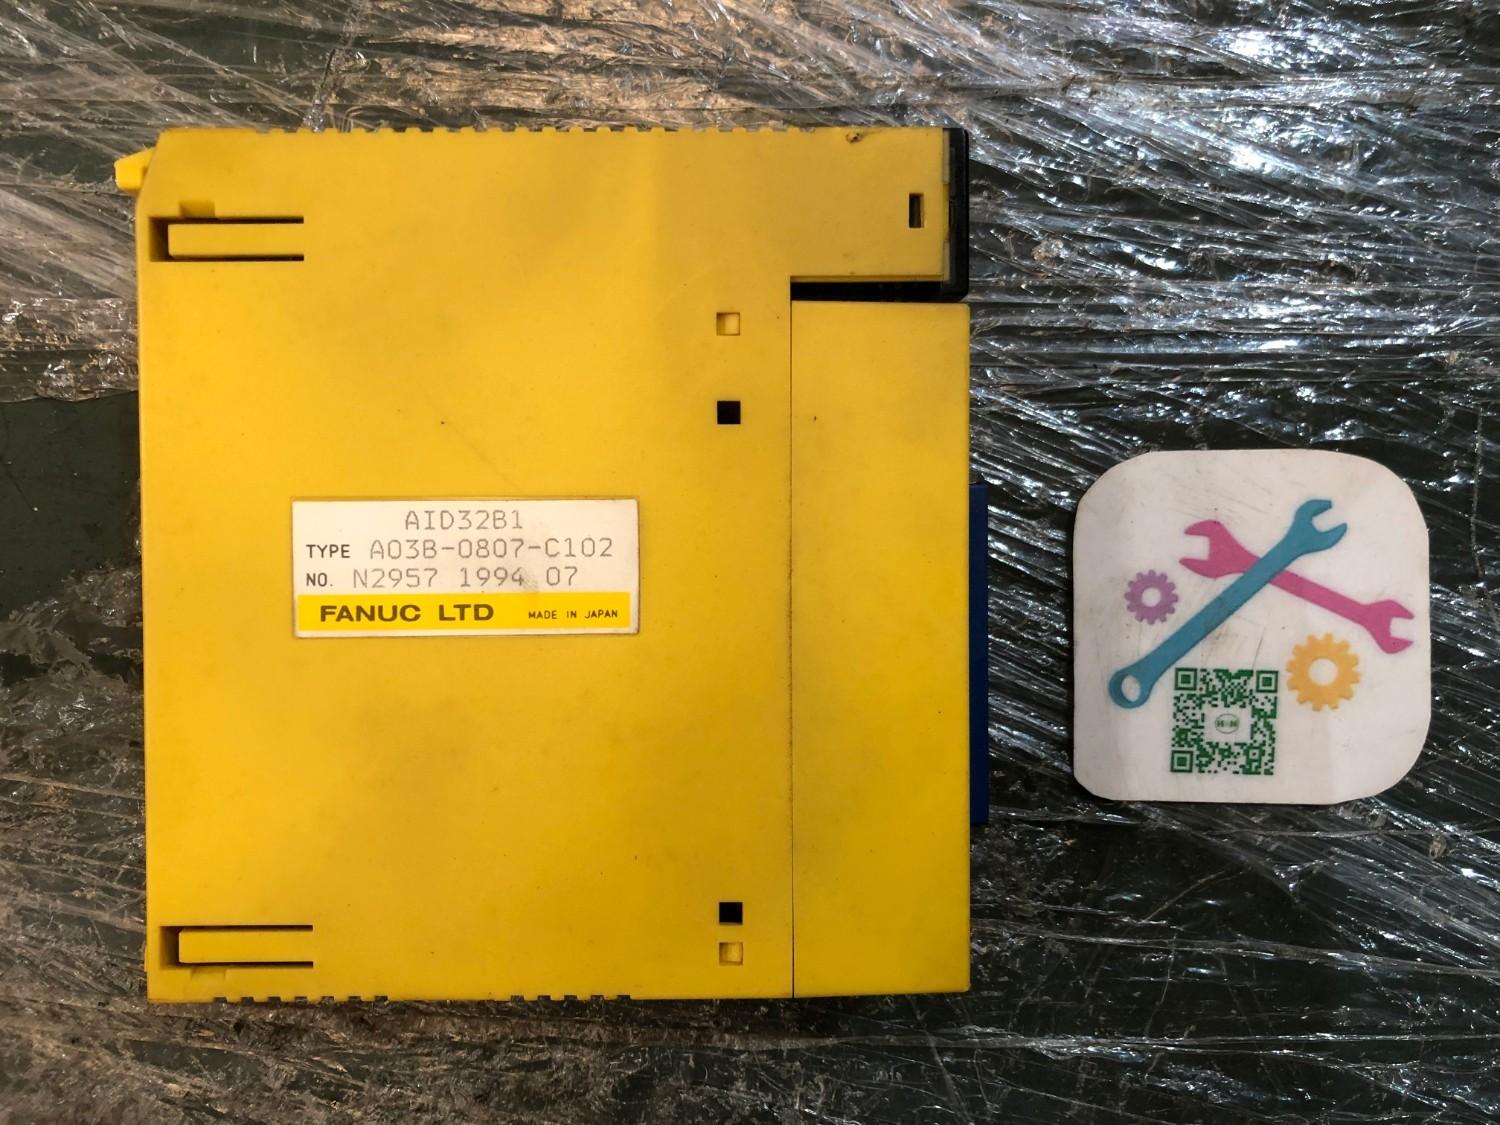 AID32B1
TYPE A03B-0807-C102
NO. N2957 1994 07
FANUC LTD MADE IN JAPAN